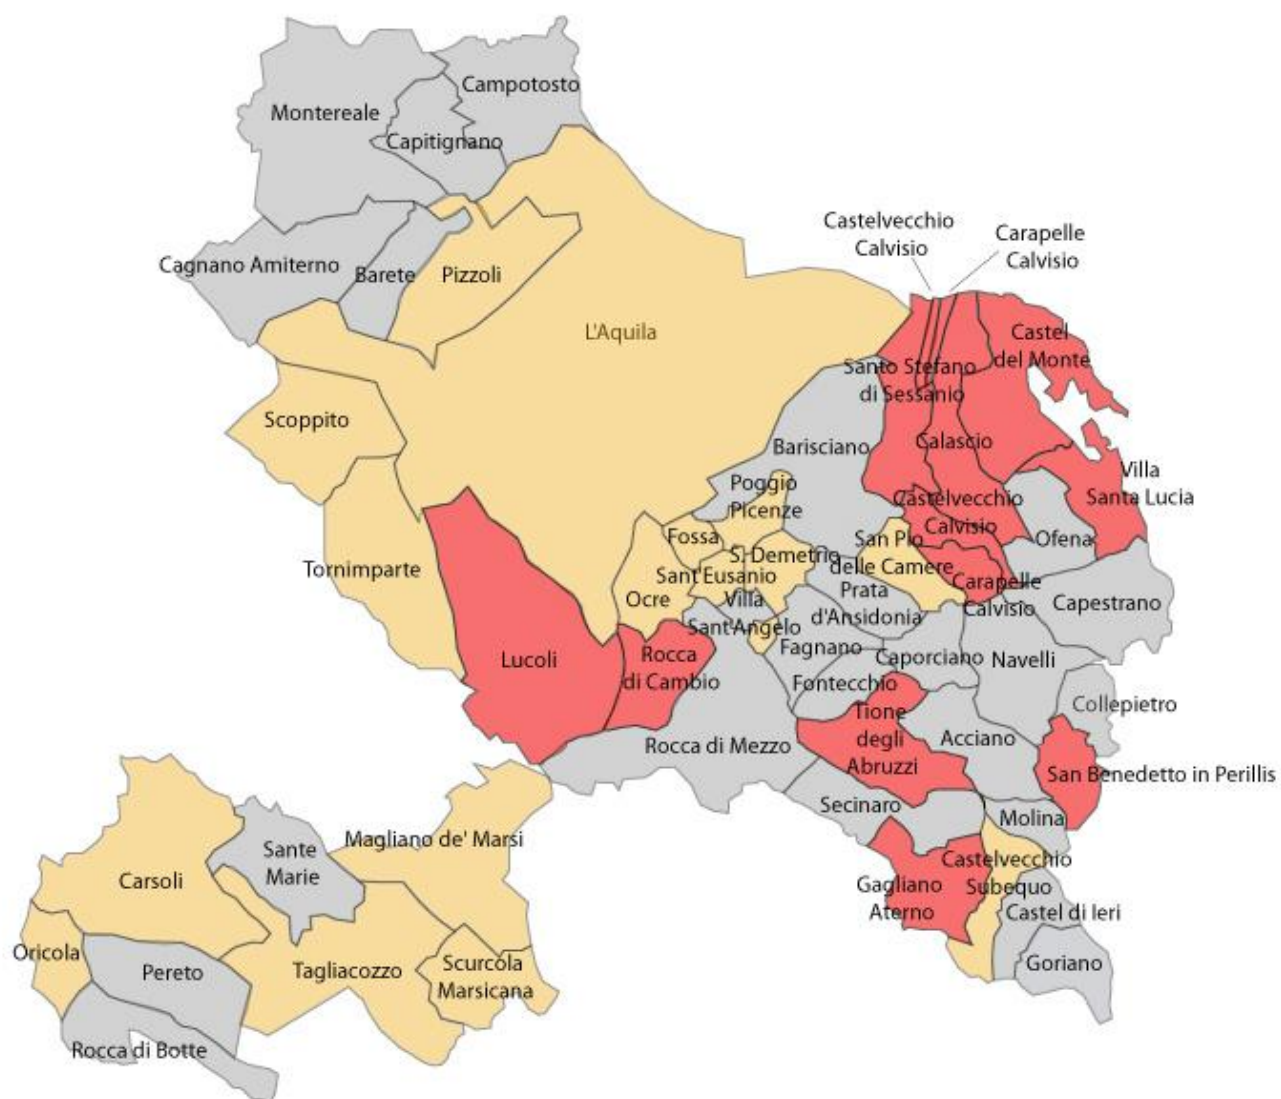 Campotosto
Montereale
Capitignano
Castelvecchio
Calvisio
Carapelle
Calvisio
Cagnano Amiterno
Barete
Pizzoli
L'Aquila
Castel
del Monte
Santo Stefano
di Sessanio
Scoppito
Barisciano
Calascio
Villa
Santa Lucia
Poggio
Picenze
Castelvecchio
Calvisio
Fossa
San Pio
delle Camere
Ofena
S. Demetrio
Sant'Eusanio
Tornimparte
Ocre
Villa
Sant'Angelo
Prata
d'Ansidonia
Carapelle
Calvisio
Capestrano
Fagnano
Lucoli
Rocca
di Cambio
Caporciano
Navelli
Fontecchio
Collepietro
Tione
degli
Abruzzi
Acciano
Rocca di Mezzo
San Benedetto in Perillis
Secinaro
Molina
Magliano de' Marsi
Sante
Marie
Carsoli
Castelvecchio
Subequo
Gagliano
Aterno
Castel di Ieri
Oricola
Pereto
Tagliacozzo
Scurcola
Marsicana
Goriano
Rocca di Botte